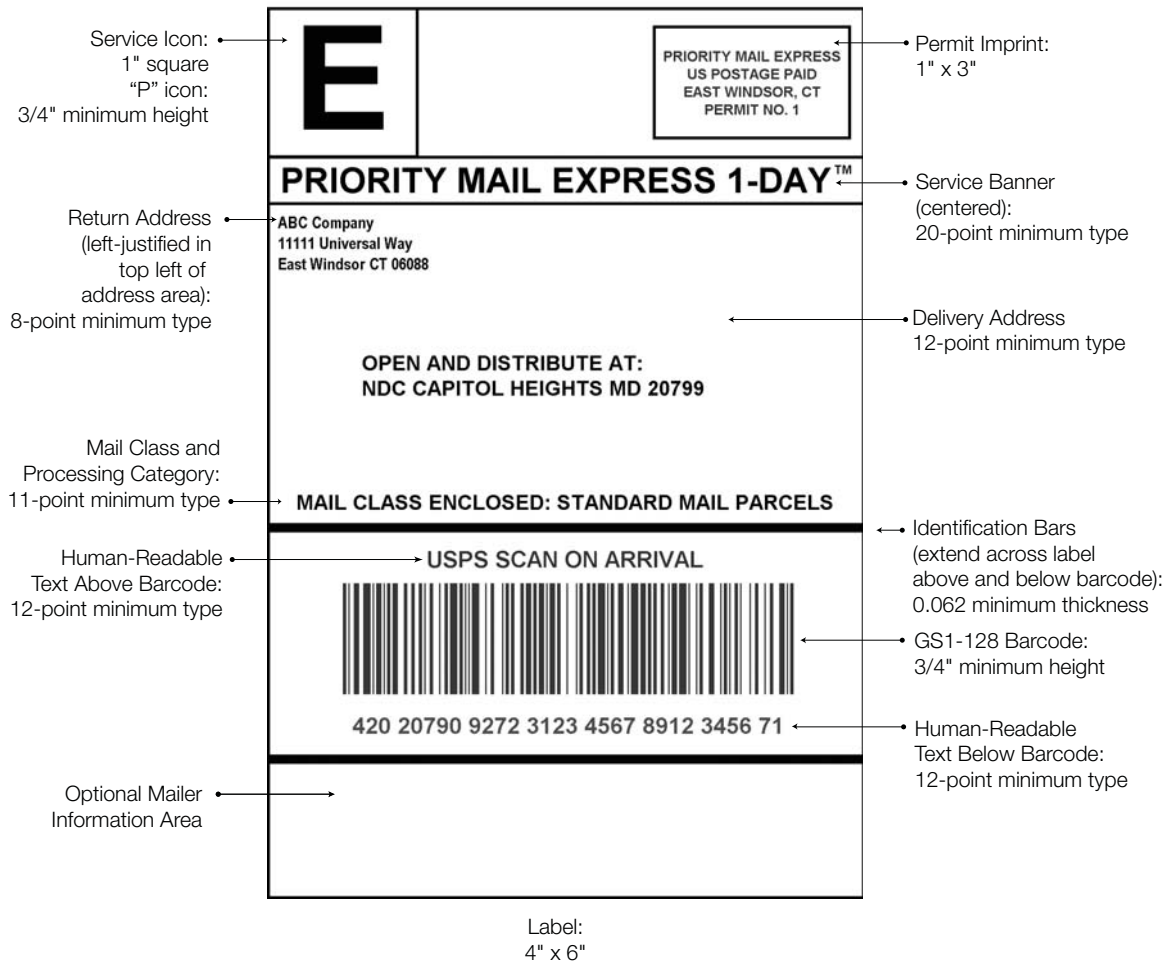 Service Icon:
1" square
“P” icon:
3/4" minimum height
E
PRIORITY MAIL EXPRESS
US POSTAGE PAID
EAST WINDSOR, CT
PERMIT NO. 1
Permit Imprint:
1" x 3"
PRIORITY MAIL EXPRESS 1-DAY™
Service Banner
(centered):
20-point minimum type
Return Address
(left-justified in
top left of
address area):
8-point minimum type
ABC Company
11111 Universal Way
East Windsor CT 06088
Delivery Address
12-point minimum type
OPEN AND DISTRIBUTE AT:
NDC CAPITOL HEIGHTS MD 20799
Mail Class and
Processing Category:
11-point minimum type
MAIL CLASS ENCLOSED: STANDARD MAIL PARCELS
Identification Bars
(extend across label
above and below barcode):
0.062 minimum thickness
Human-Readable
Text Above Barcode:
12-point minimum type
USPS SCAN ON ARRIVAL
GS1-128 Barcode:
3/4" minimum height
420 20790 9272 3123 4567 8912 3456 71
Human-Readable
Text Below Barcode:
12-point minimum type
Optional Mailer
Information Area
Label:
4" x 6"